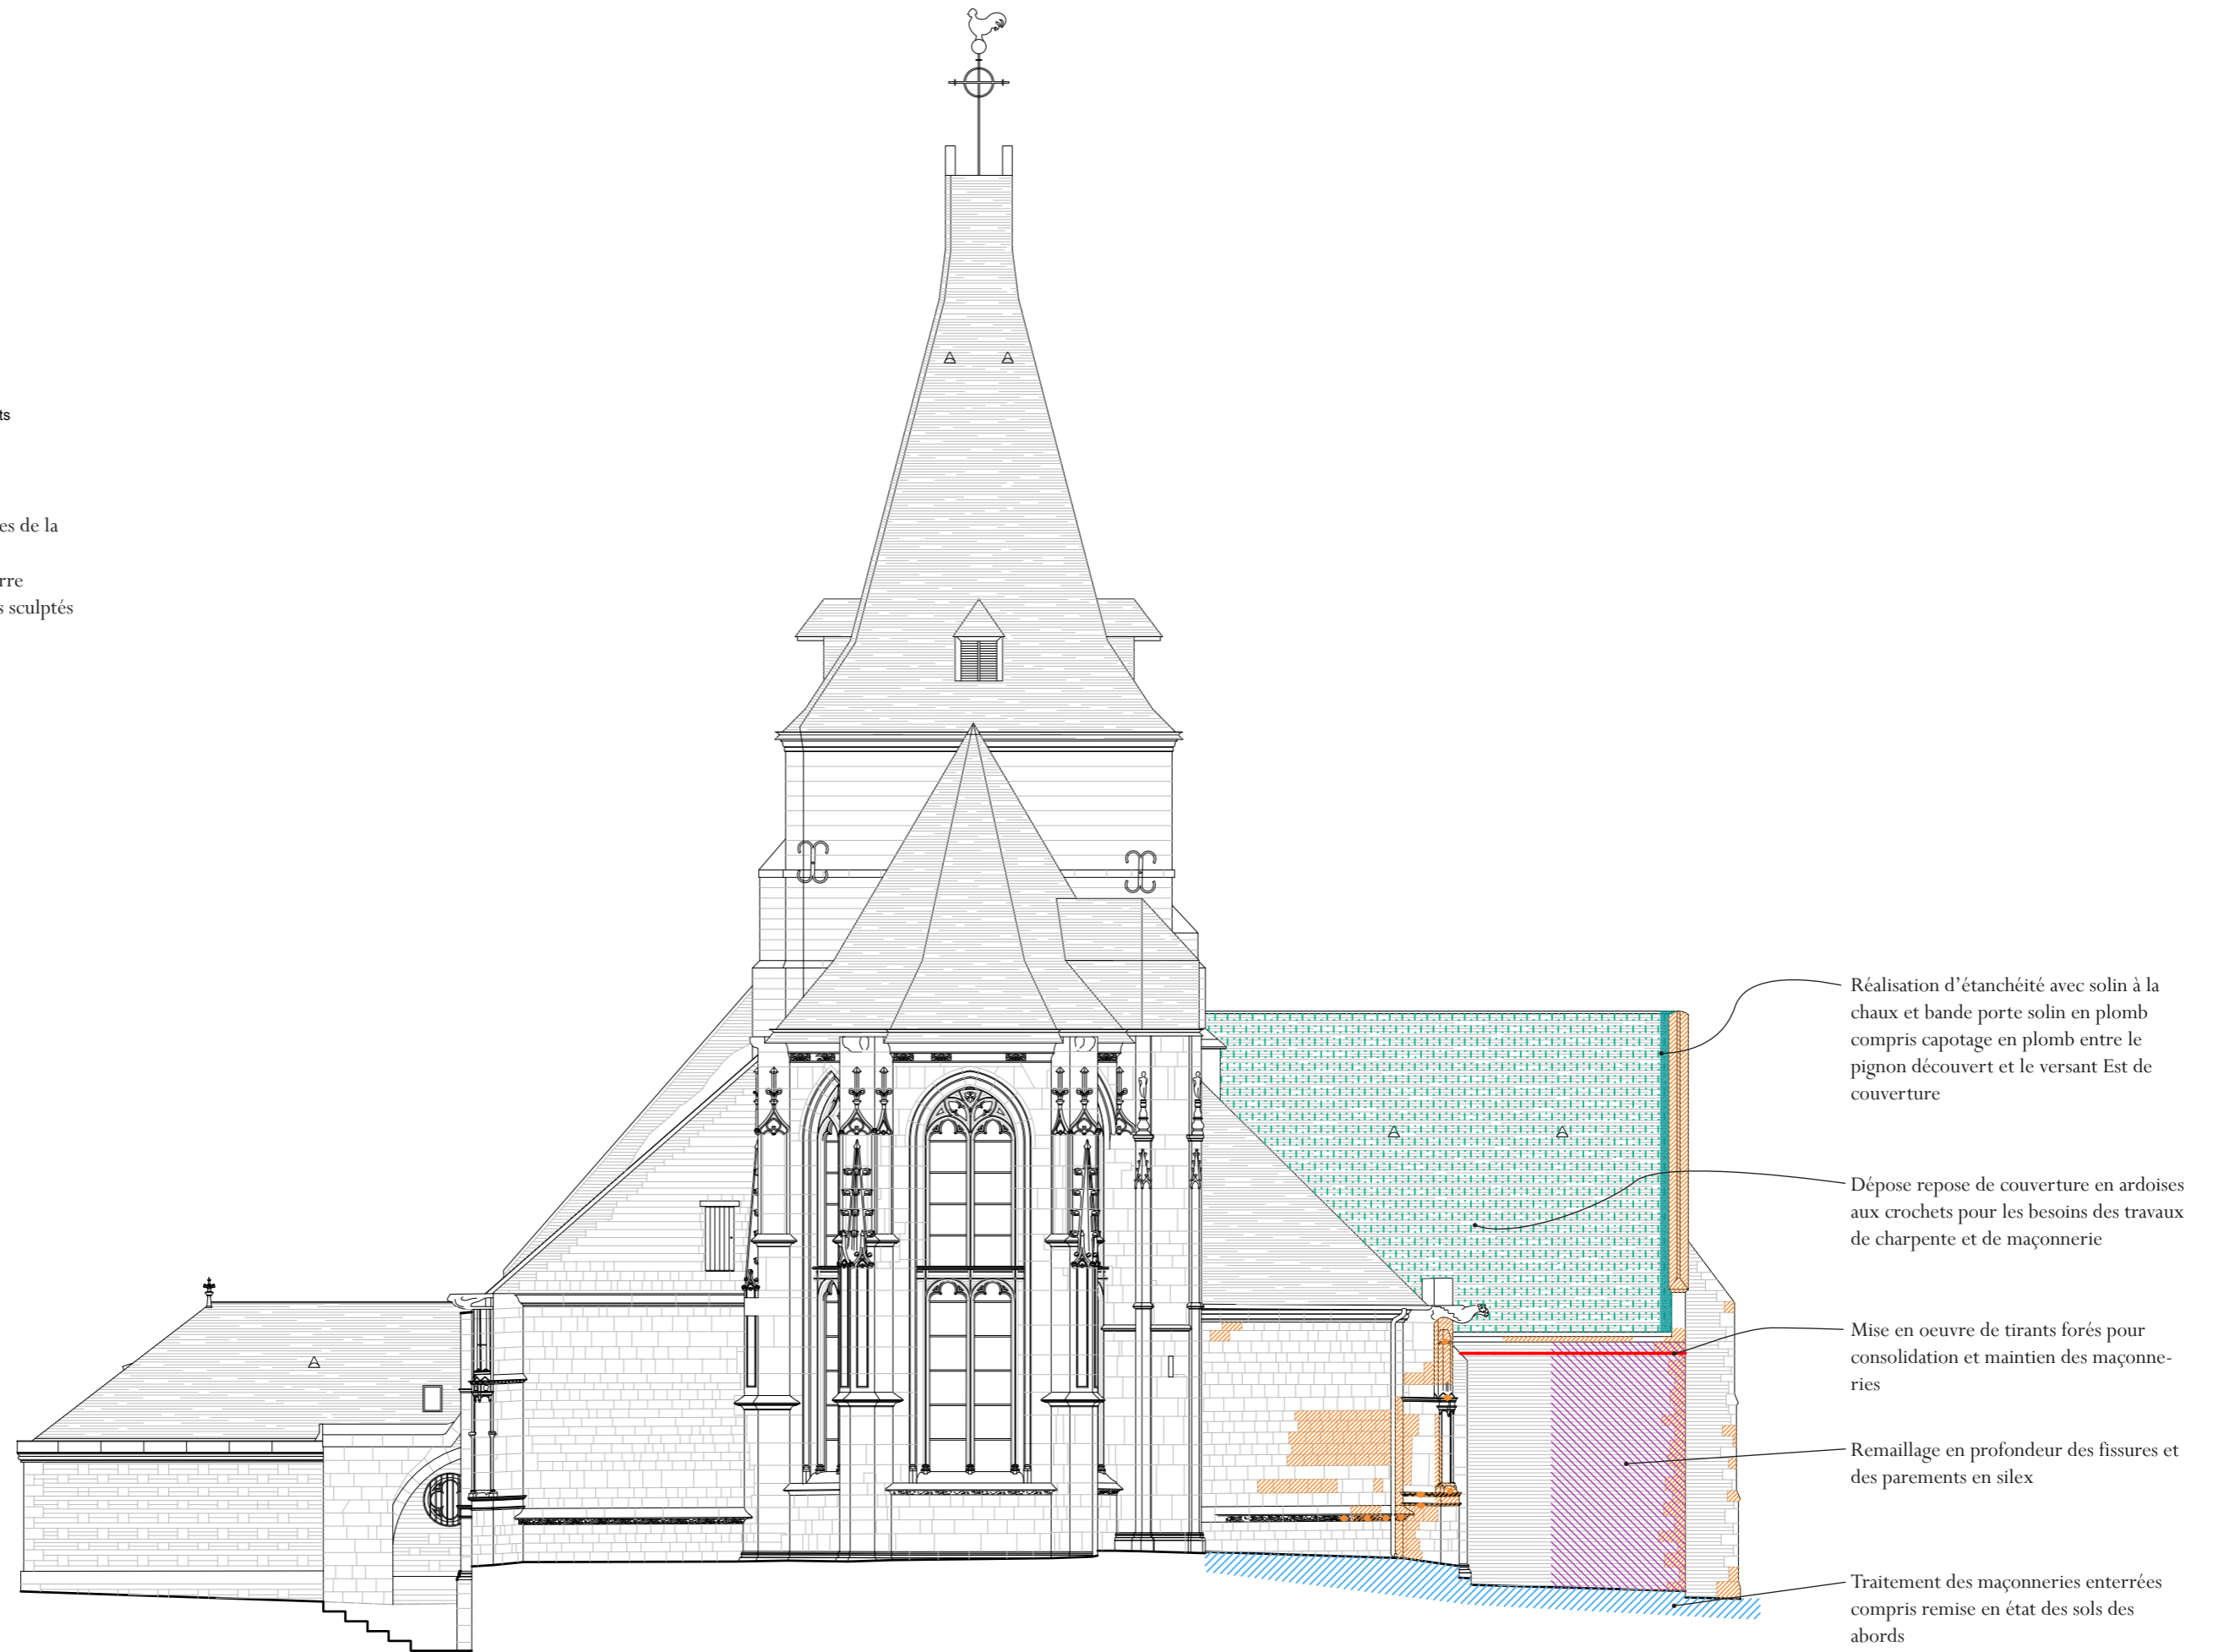 ts
es de la
rre
s sculptés
Réalisation d’étanchéité avec solin à la
chaux et bande porte solin en plomb
compris capotage en plomb entre le
pignon découvert et le versant Est de
couverture
Dépose repose de couverture en ardoises
aux crochets pour les besoins des travaux
de charpente et de maçonnerie
Mise en oeuvre de tirants forés pour
consolidation et maintien des maçonne-
ries
Remaillage en profondeur des fissures et
des parements en silex
Traitement des maçonneries enterrées
compris remise en état des sols des
abords